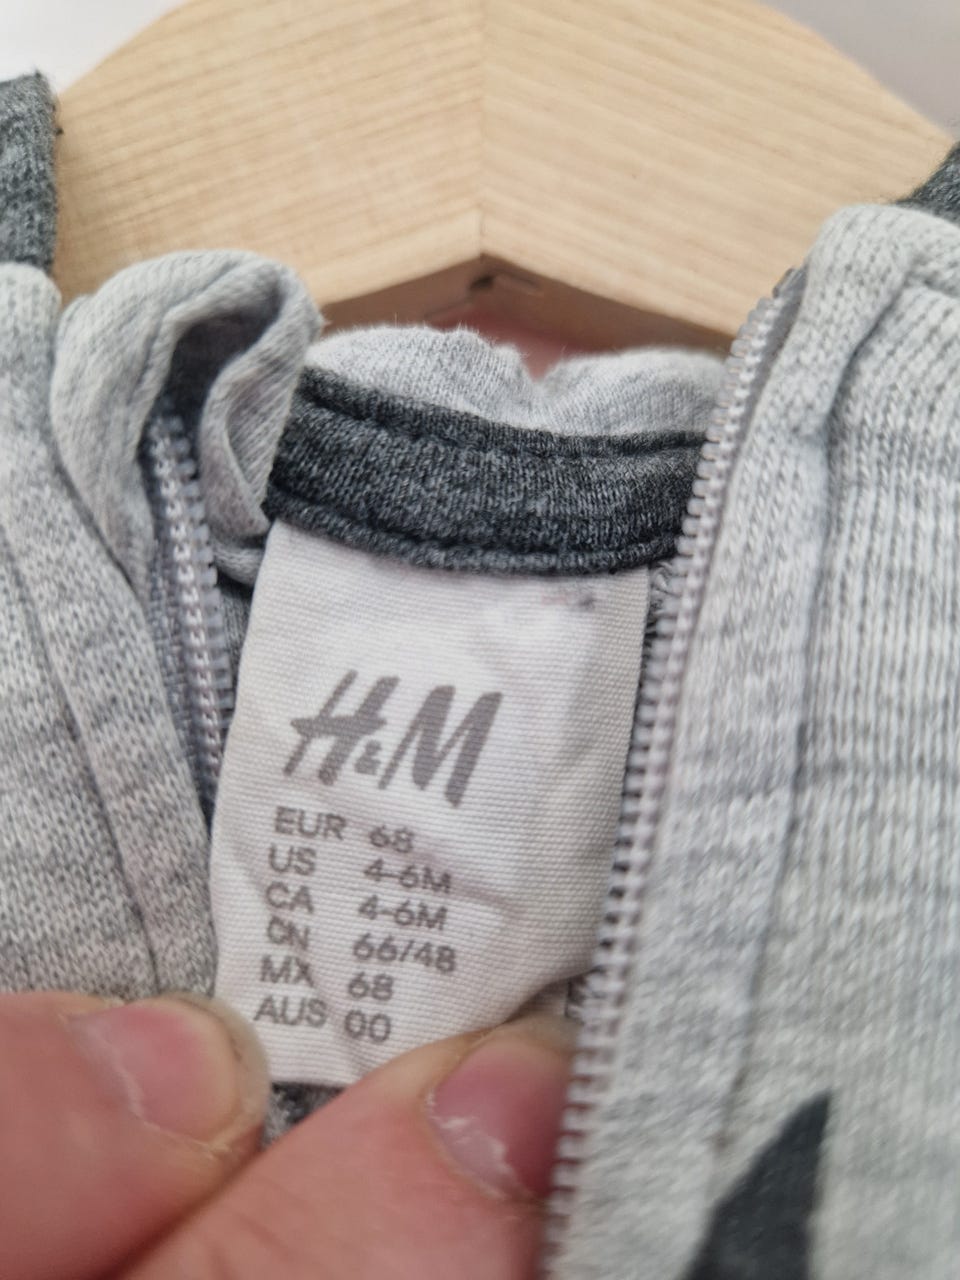 H&M
EUR 68
US 4-6M
CA 4-6M
CN 66/48
MX 68
AUS 00